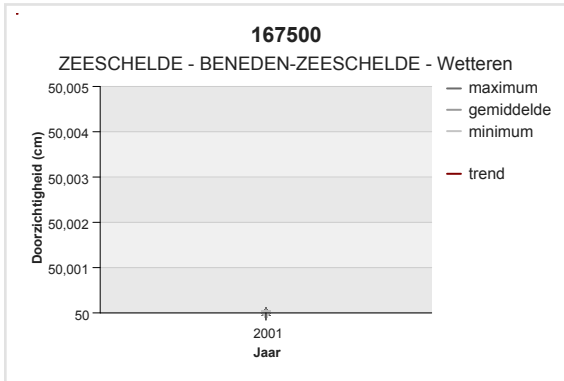 167500
ZEESCHELDE - BENEDEN-ZEESCHELDE - Wetteren
50,005
50,004
50,003
50,002
50,001
50
Doorzichtigheid (cm)
2001
Jaar
maximum
gemiddelde
minimum
trend